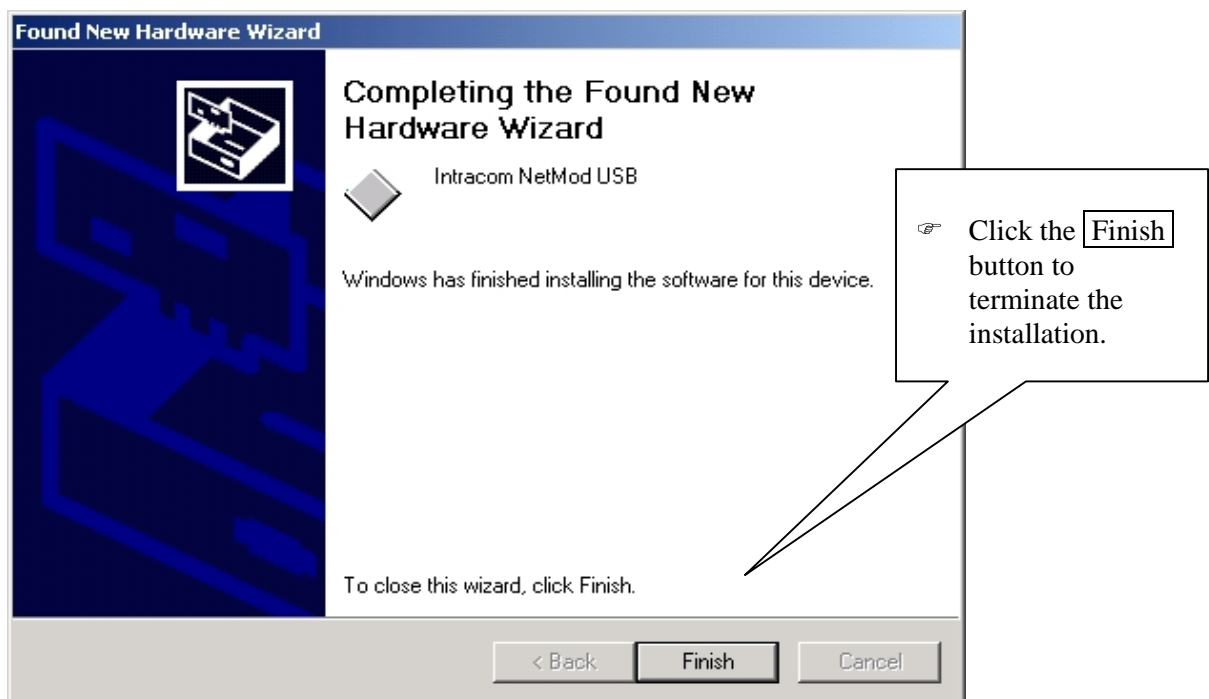 Found New Hardware Wizard
Completing the Found New
Hardware Wizard
Intracom NetMod USB
Windows has finished installing the software for this device.
To close this wizard, click Finish.
< Back
Finish
Cancel
☞ Click the Finish
button to
terminate the
installation.